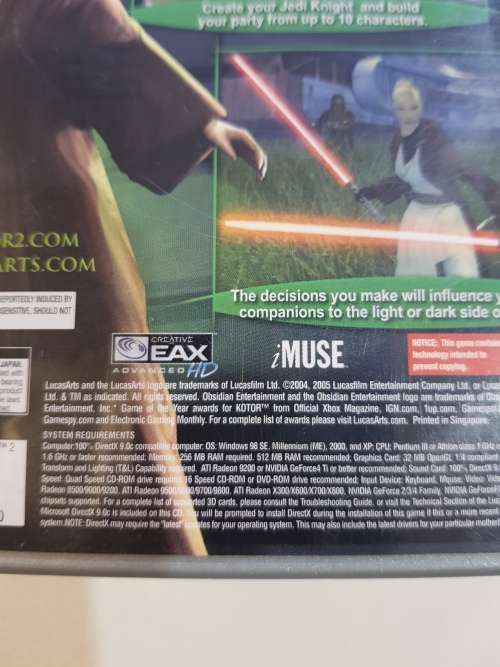 Create your Jedi Knight and build
your party from up to 10 characters.
R2.COM
ARTS.COM
The decisions you make will influence
companions to the light or dark side o
REPORTEDLY INDUCED BY
SENSITIVE, SHOULD NOT
CREATIVE
EAX
ADVANCED HD
iMUSE
NOTICE: This game contain
technology intended to
prevent copying.
JAPAN.
LucasArts and the LucasArts logo are trademarks of Lucasfilm Ltd. ©2004, 2005 Lucasfilm Entertainment Company Ltd. or Lucas
Ltd. & TM as indicated. All rights reserved. Obsidian Entertainment and the Obsidian Entertainment logo are trademarks of Obs
Entertainment, Inc.* Game of the Year awards for KOTOR™ from Official Xbox Magazine, IGN.com, 1up.com, Gamesp
Gamespy.com and Electronic Gaming Monthly. For a complete list of awards please visit LucasArts.com. Printed in Singapore
SYSTEM REQUIREMENTS
Computer:100% DirectX 9.0c compatible computer: OS: Windows 98 SE, Millennium (ME), 2000, and XP: CPU: Pentium III or Athlon class 1 GHz
1.6 GHz or faster recommended; Memory: 256 MB RAM required. 512 MB RAM recommended; Graphics Card: 32 MB OpenGL 1.4 compliant
Transform and Lighting (T&L) Capability required. ATI Radeon 9200 or NVIDIA GeForce4 Ti or better recommended; Sound Card: 100% DirectX 9
Speed: Quad Speed CD-ROM drive required. 16 Speed CD-ROM or DVD-ROM drive recommended: Input Device: Keyboard, Mouse; Video
Radeon 8500/9000/9200, ATI Radeon 9500/9600/9700/9800, ATI Radeon X300/X600/X700/X800, NVIDIA GeForce 2/3/4 Family, NVIDIA GeForceF
chipsets supported. For a complete list of supported 3D cards, please consult the Troubleshooting Guide, or visit the Technical Section of the Luc
Microsoft DirectX 9.0c is included on this CD. You will be prompted to install DirectX during the installation of this game if this or a more recent
system. NOTE: DirectX may require the "latest" updates for your operating system. This may also include the latest drivers for your particular mother